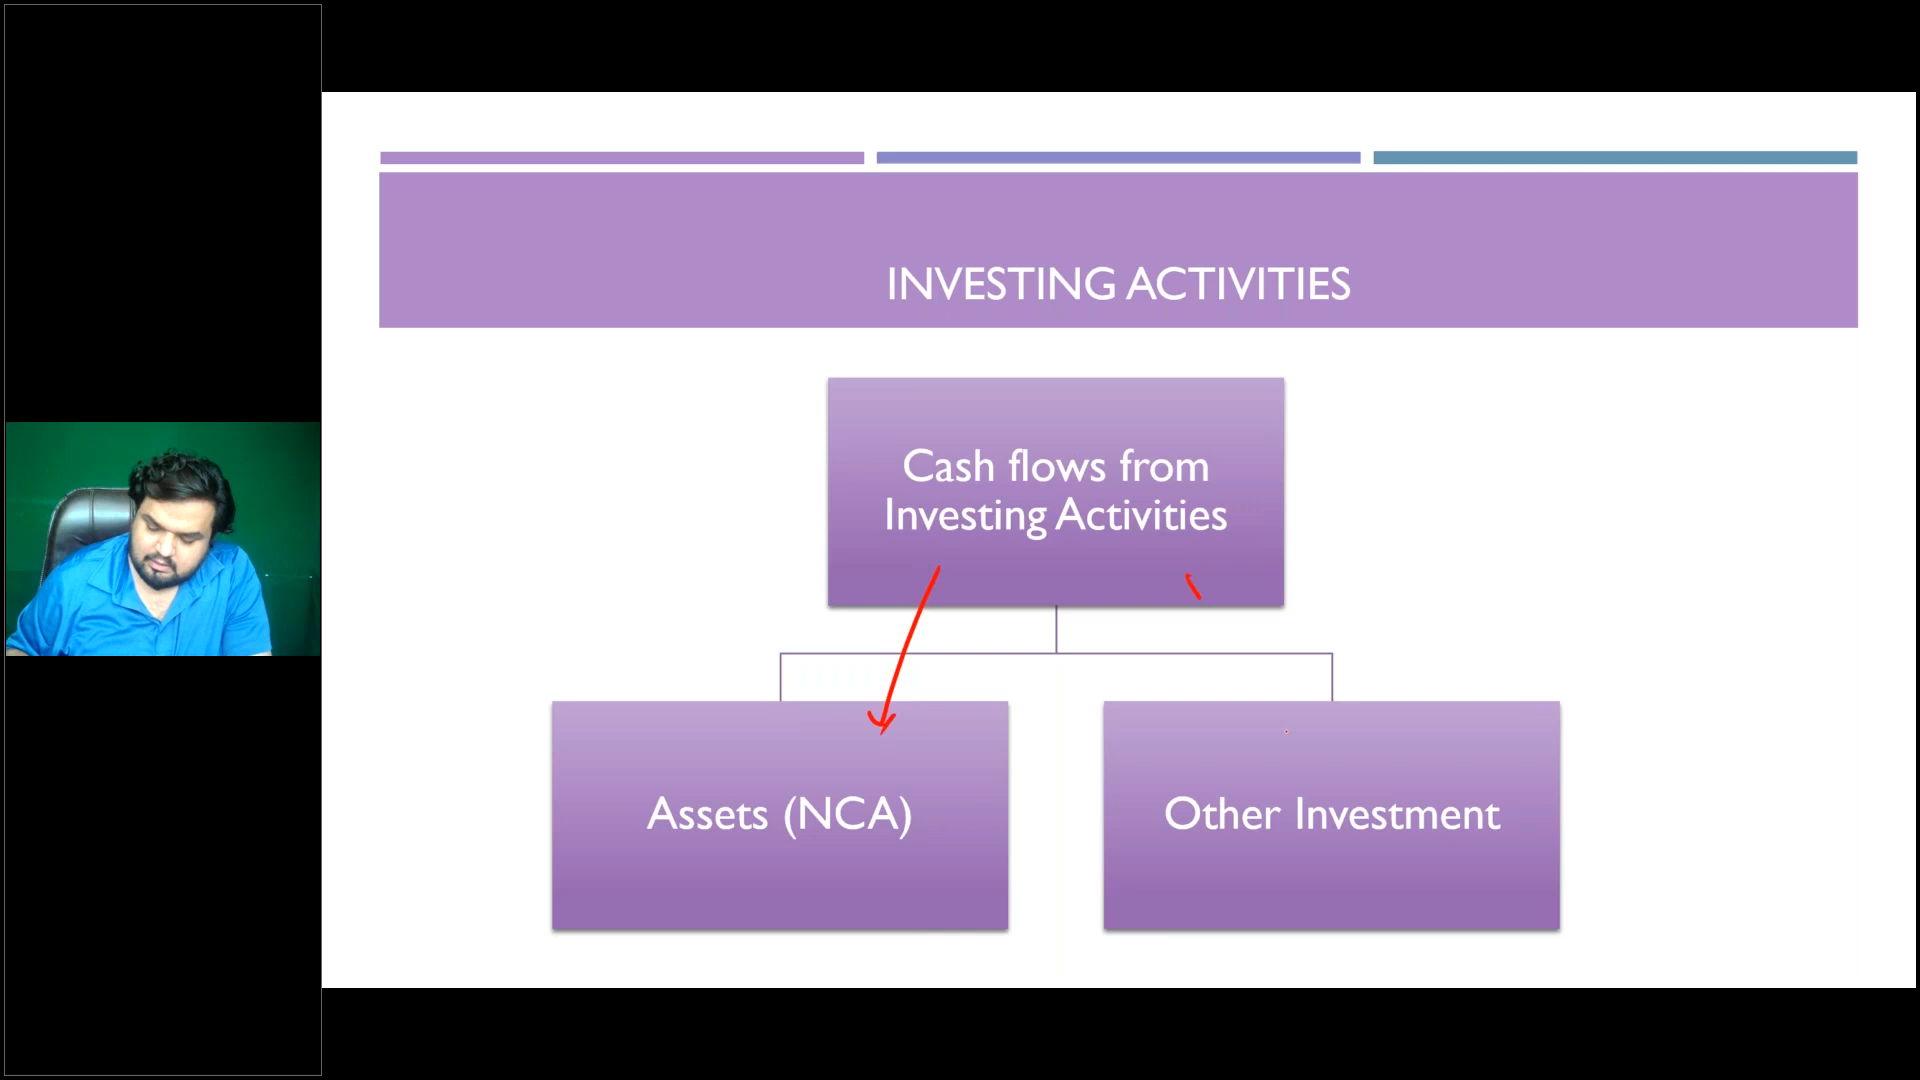 INVESTING ACTIVITIES
Cash flows from
Investing Activities
Assets (NCA)
Other Investment